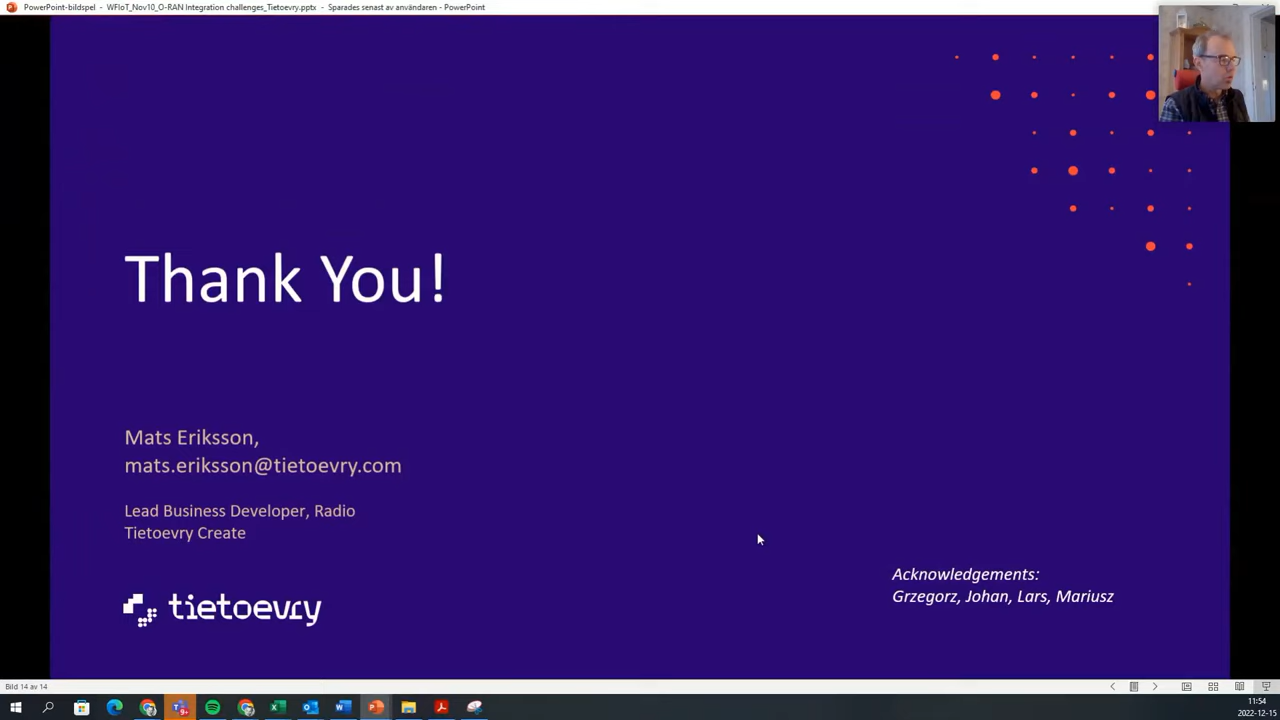 PowerPoint-bildspel - WFIoT_Nov10_O-RAN Integration challenges_Tietoevry.pptx - Sparades senast av användaren - PowerPoint
Thank You!
Mats Eriksson,
mats.eriksson@tietoevry.com
Lead Business Developer, Radio
Tietoevry Create
tietoevry
Acknowledgements:
Grzegorz, Johan, Lars, Mariusz
Bild 14 av 14
11:54
2022-12-15